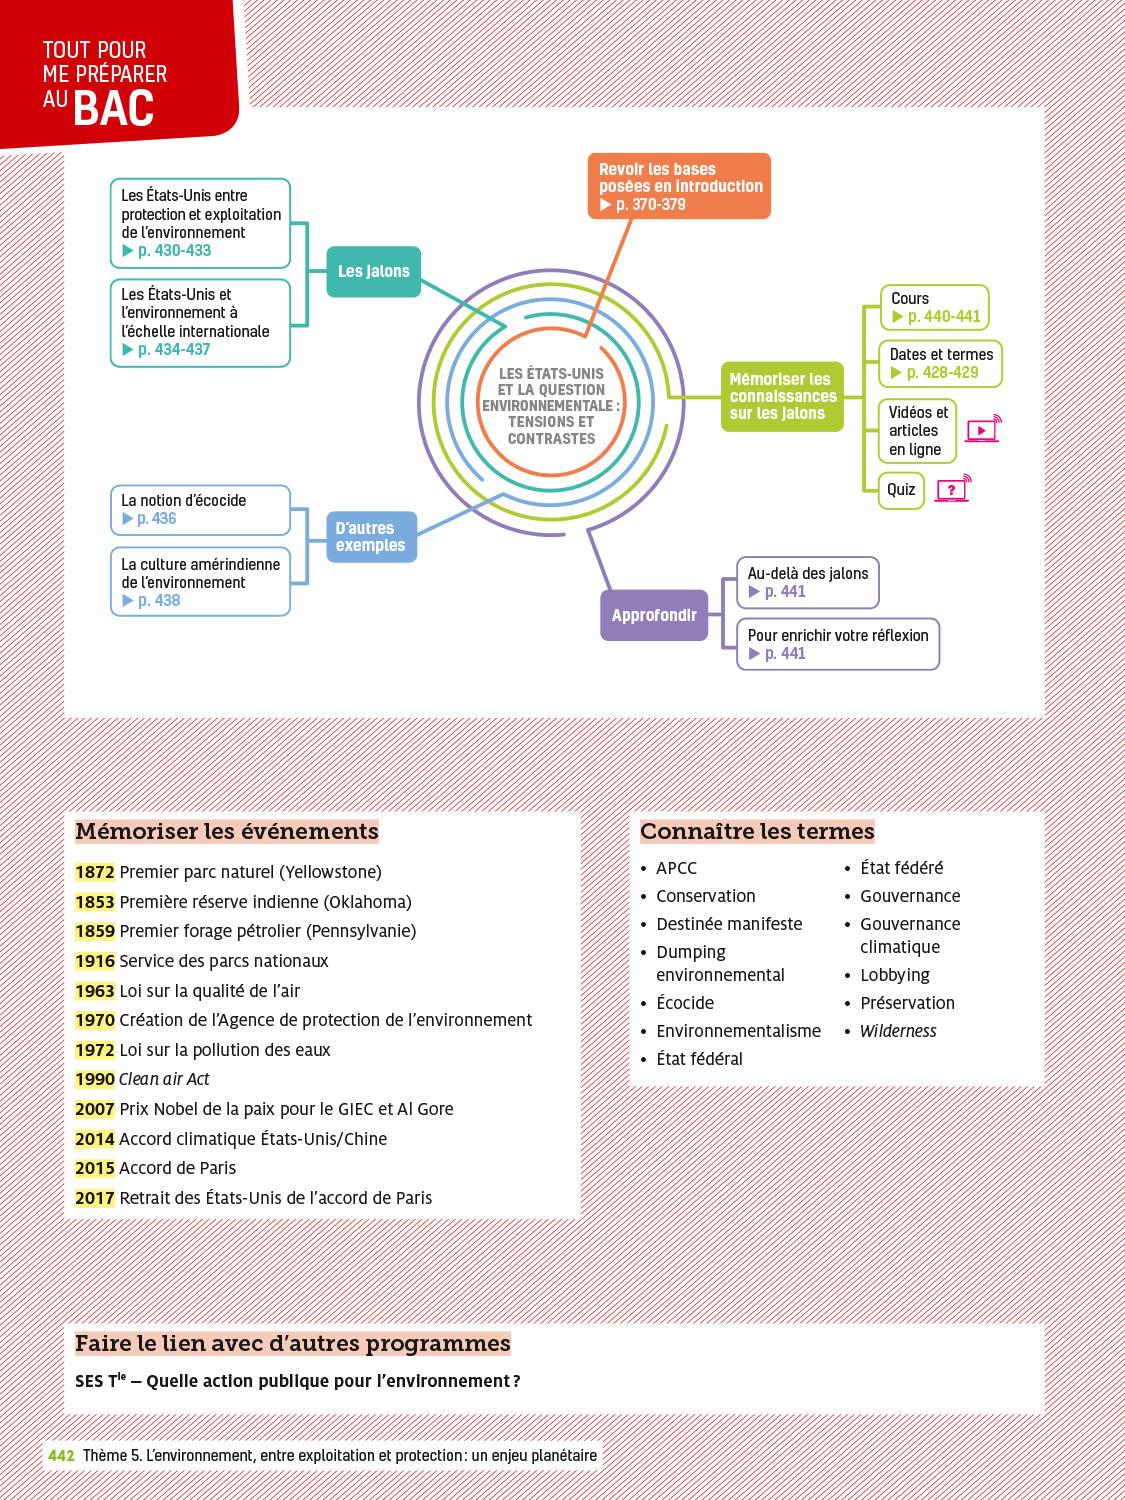 TOUT POUR
ME PRÉPARER
AU BAC
Revoir les bases
posées en introduction
▶ p. 370-379
Les États-Unis entre
protection et exploitation
de l'environnement
▶ p. 430-433
Les États-Unis et
l'environnement à
l'échelle internationale
▶ p. 434-437
Les jalons
LES ÉTATS-UNIS
ET LA QUESTION
ENVIRONNEMENTALE :
TENSIONS ET
CONTRASTES
Mémoriser les
connaissances
sur les jalons
Cours
▶ p. 440-441
Dates et termes
▶ p. 428-429
Vidéos et
articles
en ligne
Quiz
?
La notion d'écocide
▶ p. 436
La culture amérindienne
de l'environnement
▶ p. 438
D'autres
exemples
Approfondir
Au-delà des jalons
▶ p. 441
Pour enrichir votre réflexion
▶ p. 441
Mémoriser les événements
1872 Premier parc naturel (Yellowstone)
1853 Première réserve indienne (Oklahoma)
1859 Premier forage pétrolier (Pennsylvanie)
1916 Service des parcs nationaux
1963 Loi sur la qualité de l'air
1970 Création de l'Agence de protection de l'environnement
1972 Loi sur la pollution des eaux
1990 Clean air Act
2007 Prix Nobel de la paix pour le GIEC et Al Gore
2014 Accord climatique États-Unis/Chine
2015 Accord de Paris
2017 Retrait des États-Unis de l'accord de Paris
Connaître les termes
• APCC
• Conservation
• Destinée manifeste
• Dumping
environnemental
• Écocide
• Environnementalisme
• État fédéral
• État fédéré
• Gouvernance
• Gouvernance
climatique
• Lobbying
• Préservation
• Wilderness
Faire le lien avec d'autres programmes
SES Tle – Quelle action publique pour l'environnement ?
442 Thème 5. L'environnement, entre exploitation et protection : un enjeu planétaire